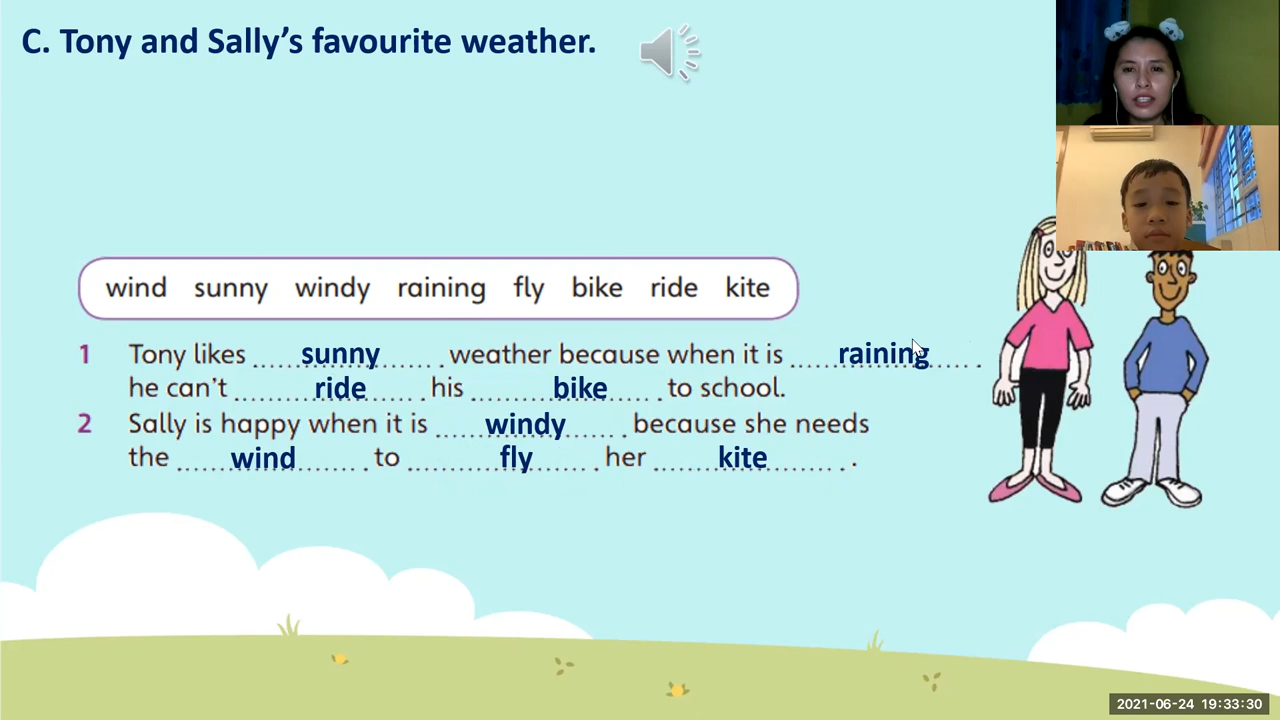 C. Tony and Sally's favourite weather.
wind sunny windy raining fly bike ride kite
1 Tony likes ....sunny.... weather because when it is ....raining....
he can't ....ride.... his ....bike.... to school.
2 Sally is happy when it is ....windy.... because she needs
the ....wind.... to ....fly.... her ....kite.... .
2021-06-24 19:33:30